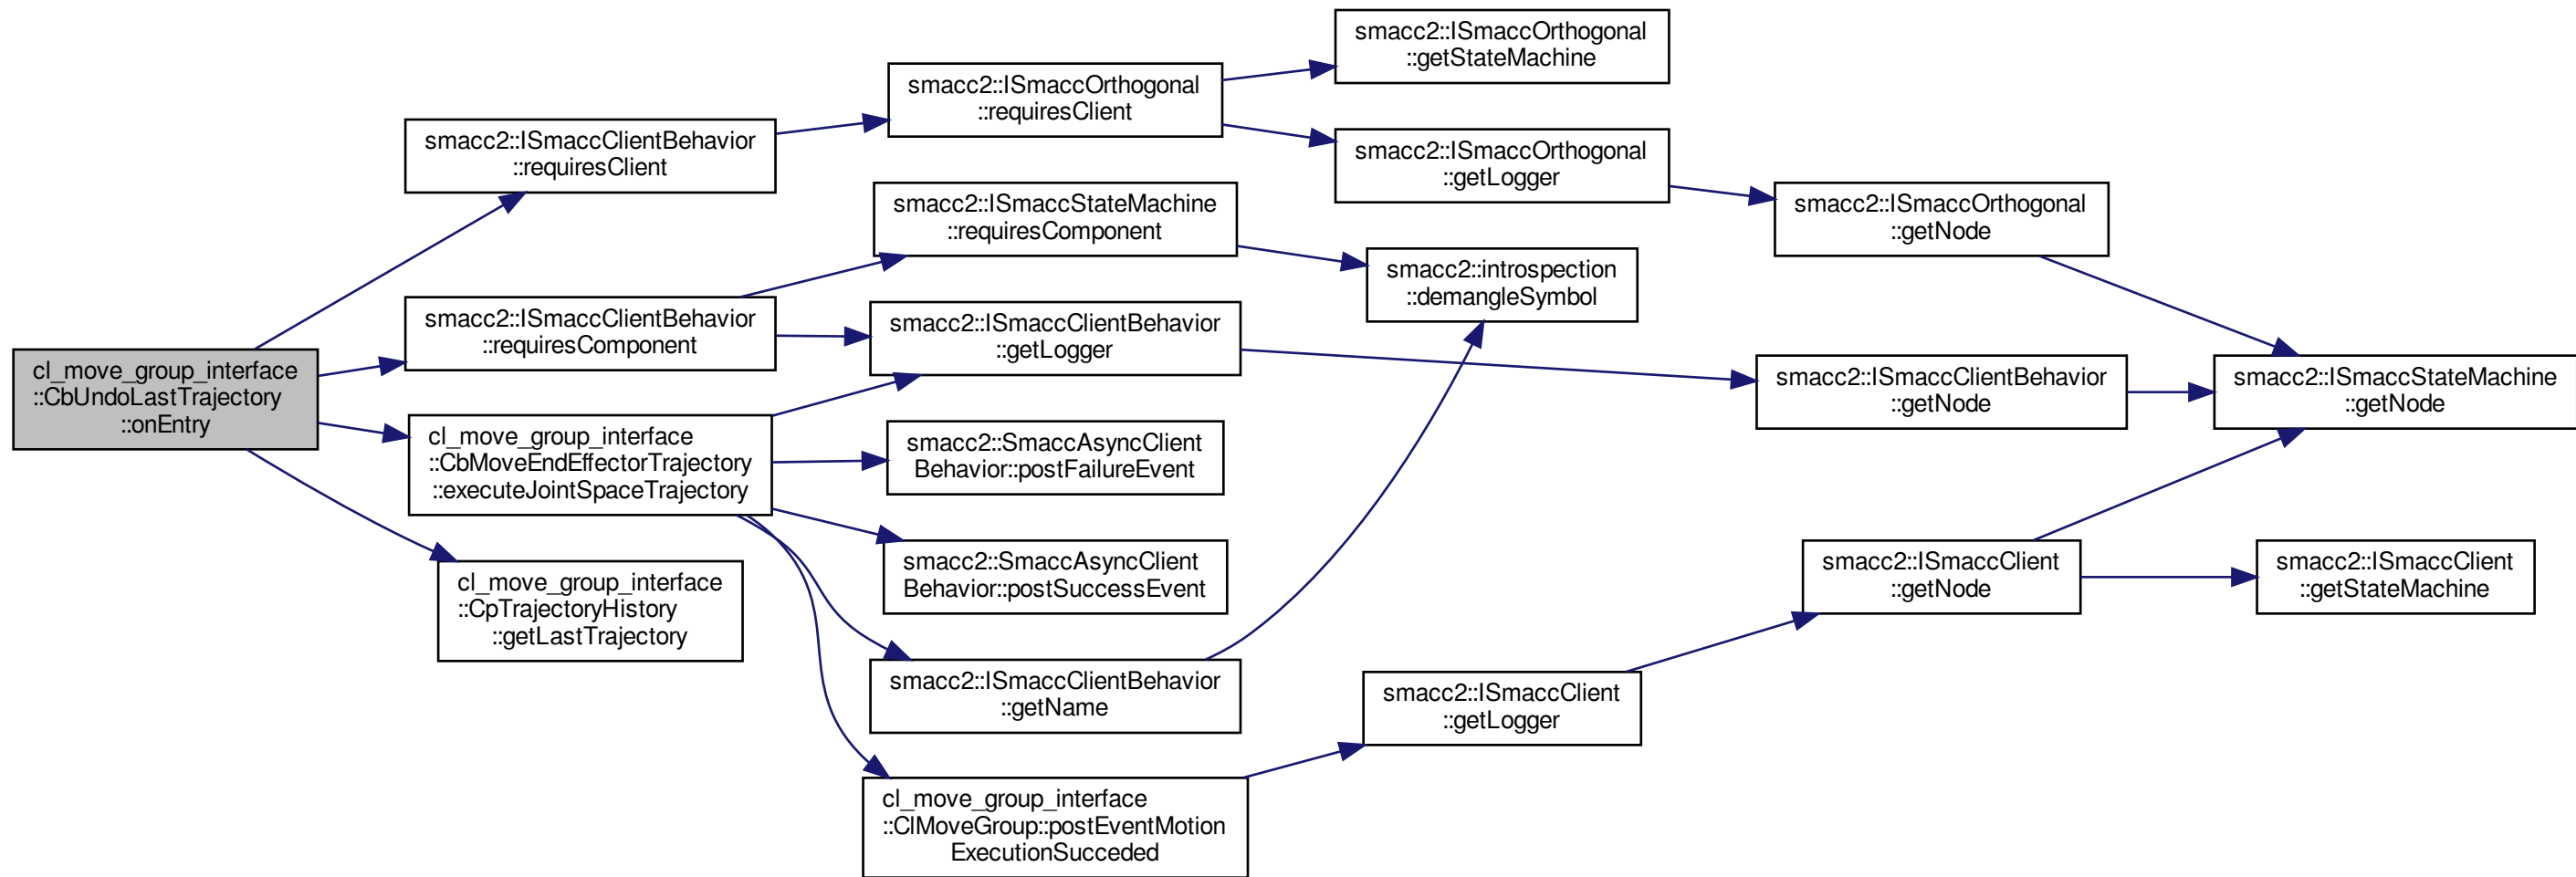 cl_move_group_interface
::CbUndoLastTrajectory
::onEntry
smacc2::ISmaccClientBehavior
::requiresClient
smacc2::ISmaccClientBehavior
::requiresComponent
cl_move_group_interface
::CbMoveEndEffectorTrajectory
::executeJointSpaceTrajectory
cl_move_group_interface
::CpTrajectoryHistory
::getLastTrajectory
smacc2::ISmaccOrthogonal
::requiresClient
smacc2::ISmaccStateMachine
::requiresComponent
smacc2::ISmaccClientBehavior
::getLogger
smacc2::SmaccAsyncClient
Behavior::postFailureEvent
smacc2::SmaccAsyncClient
Behavior::postSuccessEvent
smacc2::ISmaccClientBehavior
::getName
cl_move_group_interface
::ClMoveGroup::postEventMotion
ExecutionSucceded
smacc2::ISmaccOrthogonal
::getStateMachine
smacc2::ISmaccOrthogonal
::getLogger
smacc2::introspection
::demangleSymbol
smacc2::ISmaccClient
::getLogger
smacc2::ISmaccOrthogonal
::getNode
smacc2::ISmaccClientBehavior
::getNode
smacc2::ISmaccClient
::getNode
smacc2::ISmaccStateMachine
::getNode
smacc2::ISmaccClient
::getStateMachine